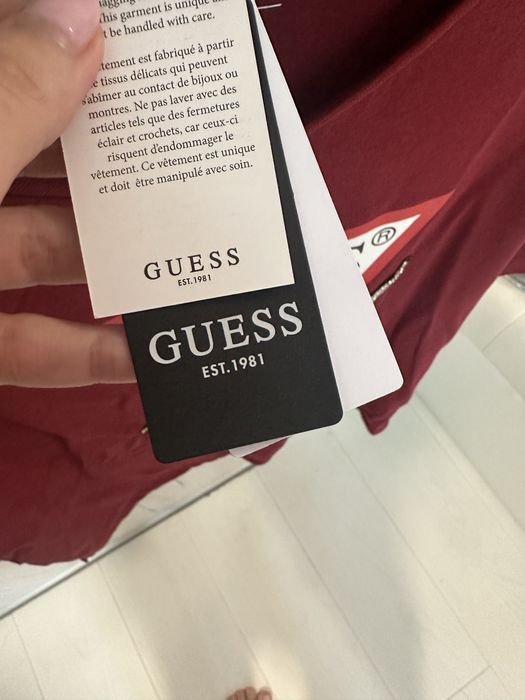 his garment is unique
be handled with care.
tement est fabriqué à partir
tissus délicats qui peuvent
s'abîmer au contact de bijoux ou
montres. Ne pas laver avec des
articles tels que des fermetures
éclair et crochets, car ceux-ci
risquent d'endommager le
vêtement. Ce vêtement est unique
et doit être manipulé avec soin.
GUESS
EST.1981
GUESS
EST.1981
®